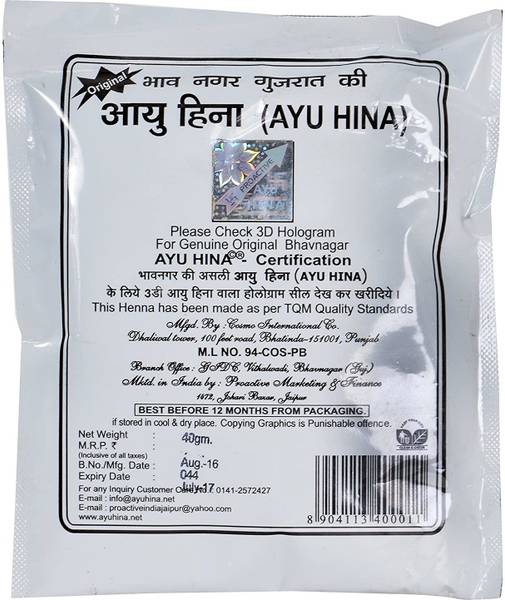 Original
भाव नगर गुजरात की
आयु हिना (AYU HINA)
PROACTIVE
Please Check 3D Hologram
For Genuine Original Bhavnagar
AYU HINA©® - Certification
भावनगर की असली आयु हिना (AYU HINA)
के लिये 3डी आयु हिना वाला होलोग्राम सील देख कर खरीदिये ।
This Henna has been made as per TQM Quality Standards
Mfgd. By : Cosmo International Co.
Dhaliwal tower, 100 feet road, Bhatinda-151001, Punjab
M.L NO. 94-COS-PB
Branch Office : GFDC, Vithalwadi, Bhavnagar (Guj.)
Mktd. in India by : Proactive Marketing & Finance
1472, Johari Bazar, Jaipur
BEST BEFORE 12 MONTHS FROM PACKAGING.
if stored in cool & dry place. Copying Graphics is Punishable offence.
Net Weight : 40gm.
M.R.P. ₹
(Inclusive of all taxes)
B.No./Mfg. Date : Aug.-16
044
Expiry Date July-17
For any Inquiry Customer No.: 0141-2572427
E-mail : info@ayuhina.net
E-mail : proactiveindiajaipur@yahoo.com
www.ayuhina.net
8 904113 400011